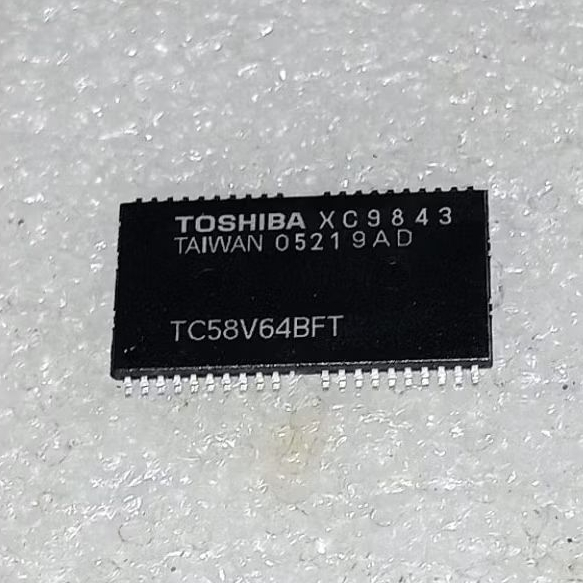 TOSHIBA XC9843
TAIWAN 05219AD
TC58V64BFT